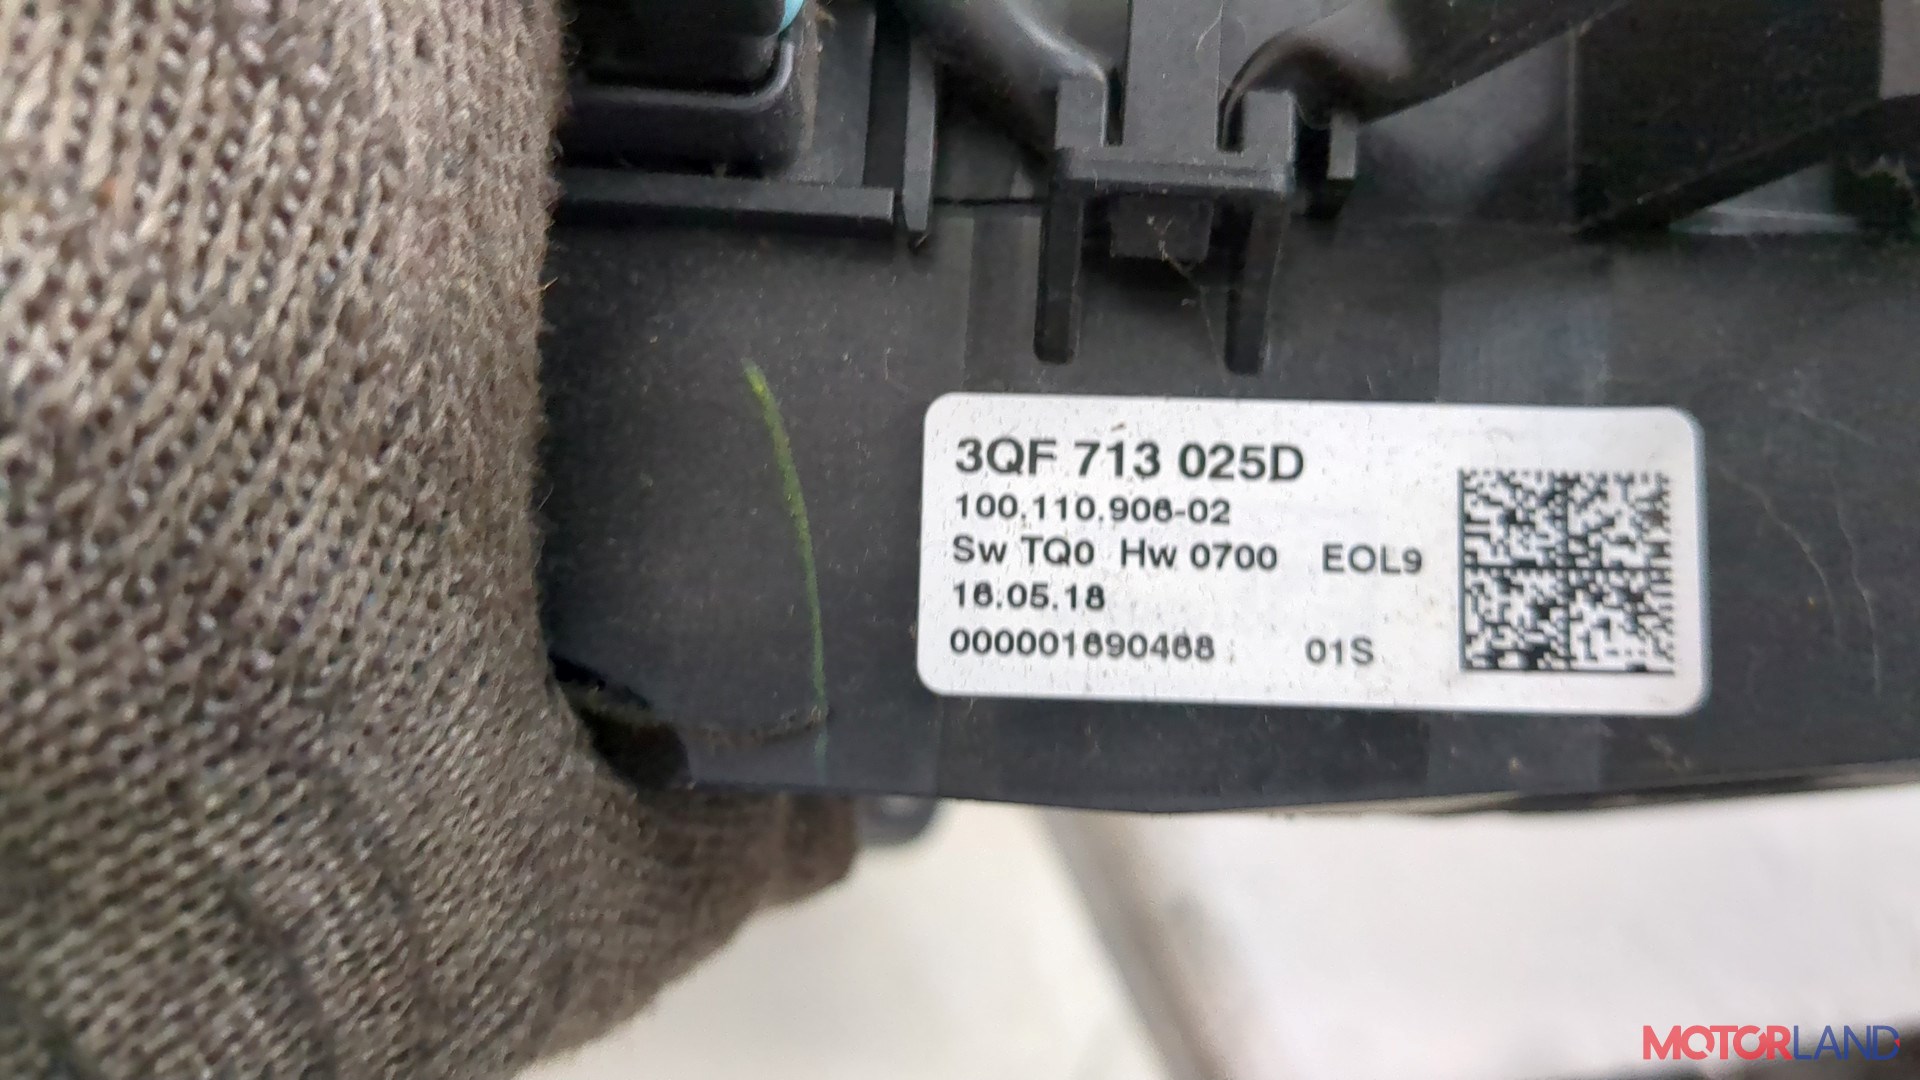 3QF 713 025D
100.110.906-02
Sw TQ0 Hw 0700 EOL9
16.05.18
000001690468 01S
MOTORLAND